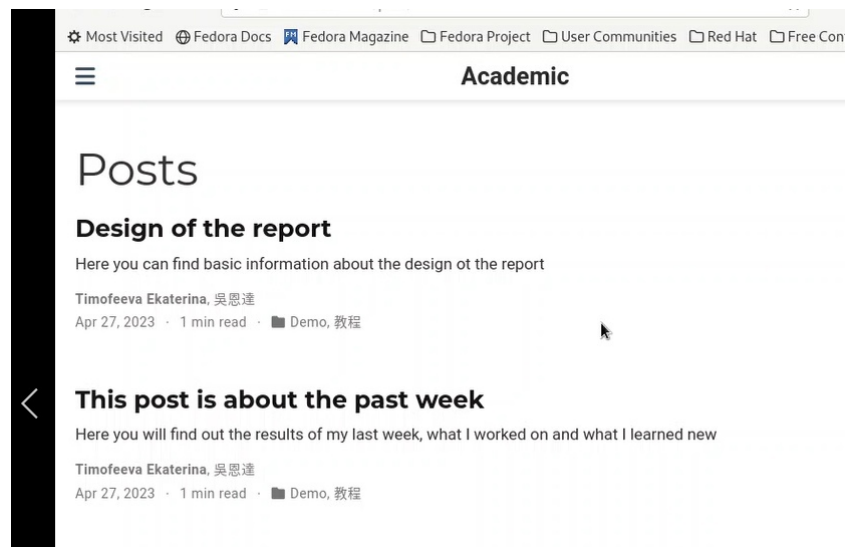 Most Visited Fedora Docs Fedora Magazine Fedora Project User Communities Red Hat Free Con
Academic
Posts
Design of the report
Here you can find basic information about the design ot the report
Timofeeva Ekaterina, 吳恩達
Apr 27, 2023 · 1 min read · Demo, 教程
This post is about the past week
Here you will find out the results of my last week, what I worked on and what I learned new
Timofeeva Ekaterina, 吳恩達
Apr 27, 2023 · 1 min read · Demo, 教程